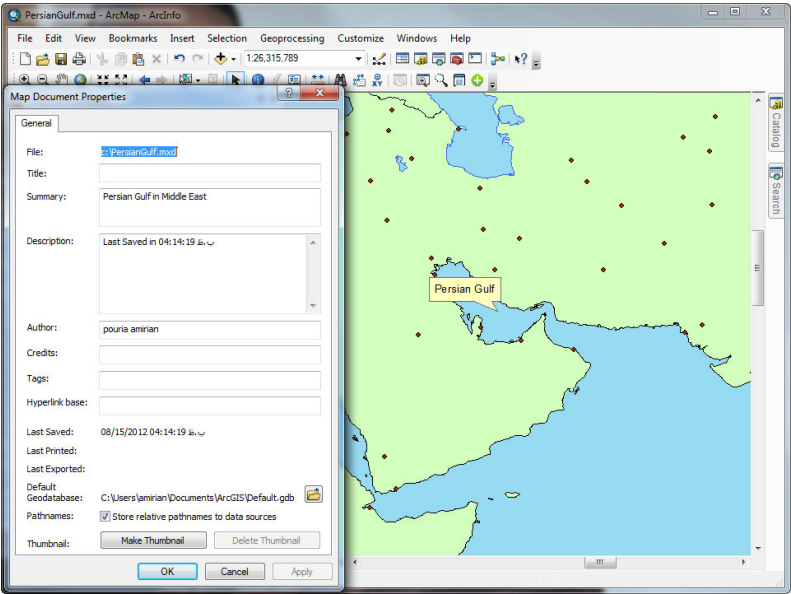 PersianGulf.mxd - ArcMap - ArcInfo
File Edit View Bookmarks Insert Selection Geoprocessing Customize Windows Help
1:26,315,789
Map Document Properties
General
File: c:\PersianGulf.mxd
Title:
Summary: Persian Gulf in Middle East
Description: Last Saved in 04:14:19 ب.ظ
Author: pouria amirian
Credits:
Tags:
Hyperlink base:
Last Saved: 08/15/2012 04:14:19 ب.ظ
Last Printed:
Last Exported:
Default
Geodatabase: C:\Users\amirian\Documents\ArcGIS\Default.gdb
Pathnames: Store relative pathnames to data sources
Thumbnail: Make Thumbnail Delete Thumbnail
OK Cancel Apply
Persian Gulf
Catalog
Search